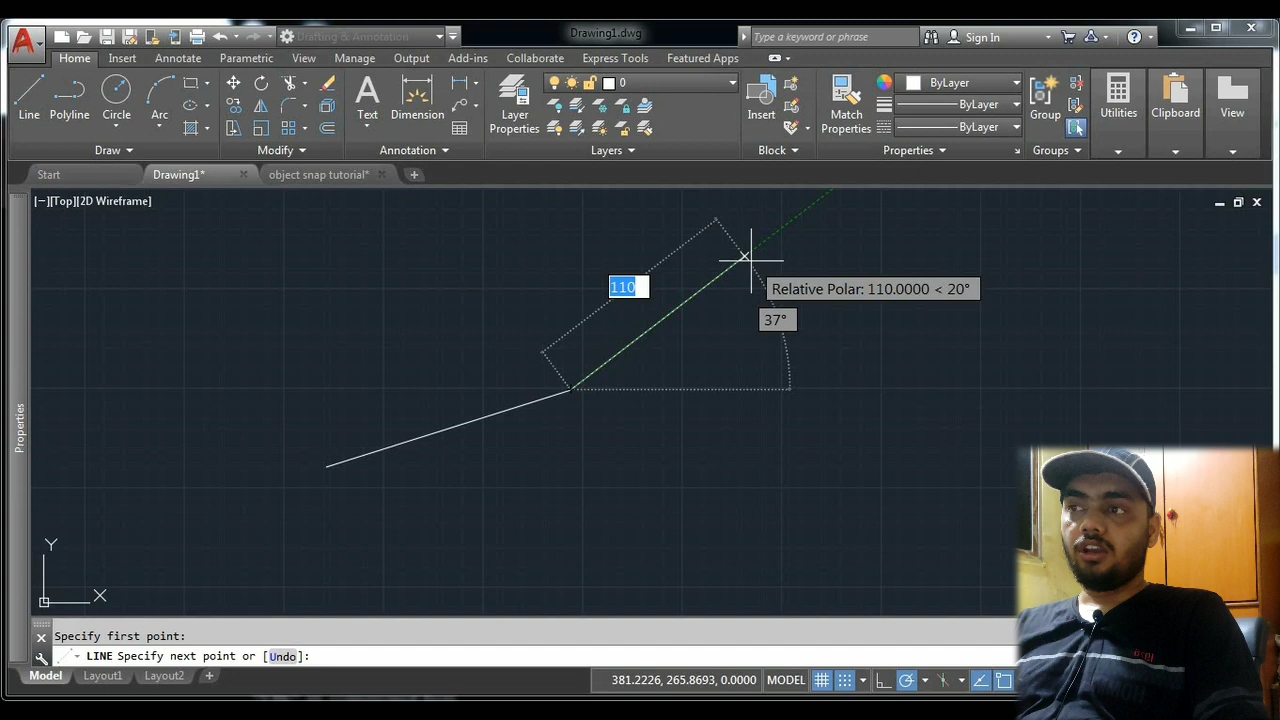 A
Drafting & Annotation
Drawing1.dwg
Type a keyword or phrase
Sign In
?
Home
Insert
Annotate
Parametric
View
Manage
Output
Add-ins
Collaborate
Express Tools
Featured Apps
Line
Polyline
Circle
Arc
A
Text
Dimension
Layer
Properties
0
Insert
Match
Properties
ByLayer
ByLayer
ByLayer
Group
Utilities
Clipboard
View
Draw
Modify
Annotation
Layers
Block
Properties
Groups
Start
Drawing1*
object snap tutorial*
[−][Top][2D Wireframe]
110
Relative Polar: 110.0000 < 20°
37°
Properties
Y
X
Specify first point:
LINE Specify next point or [Undo]:
Model
Layout1
Layout2
381.2226, 265.8693, 0.0000
MODEL